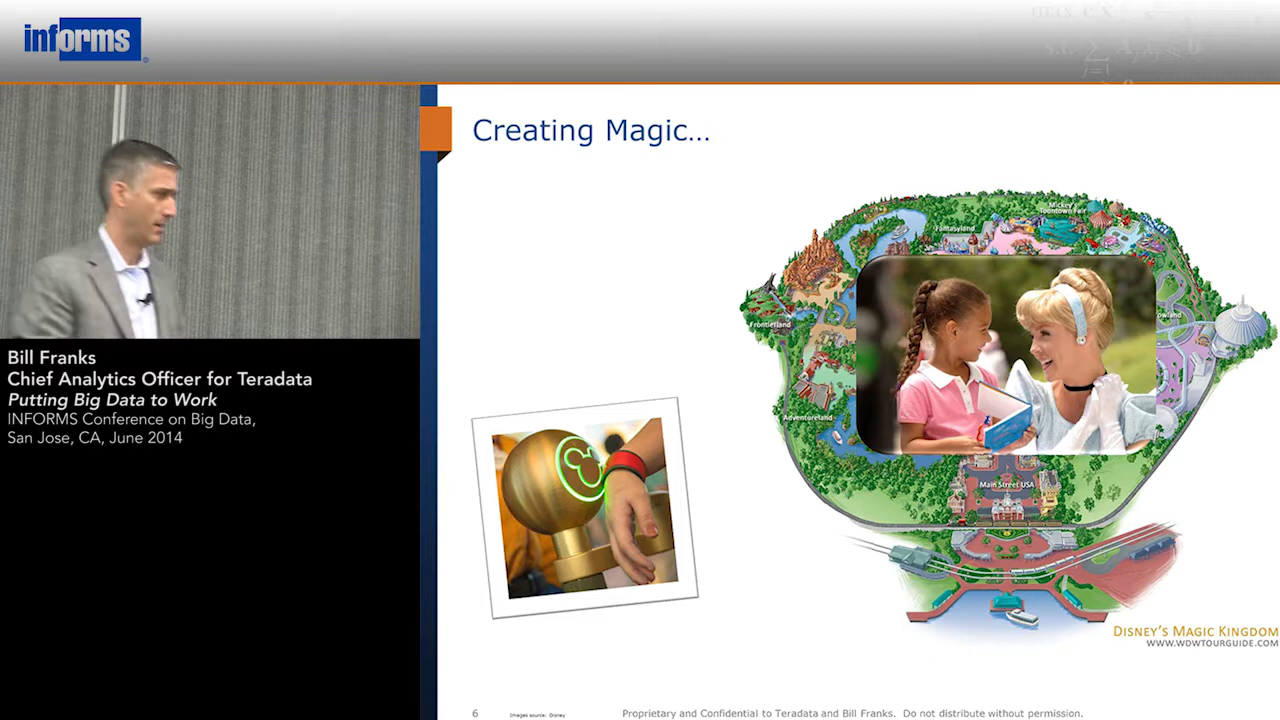 informs
max c'x
s.t.
Bill Franks
Chief Analytics Officer for Teradata
Putting Big Data to Work
INFORMS Conference on Big Data,
San Jose, CA, June 2014
Creating Magic...
Mickey's
Toontown Fair
Fantasyland
Frontierland
owland
Adventureland
Main Street USA
DISNEY'S MAGIC KINGDOM
WWW.WDWTOURGUIDE.COM
6
Images source: Disney
Proprietary and Confidential to Teradata and Bill Franks. Do not distribute without permission.